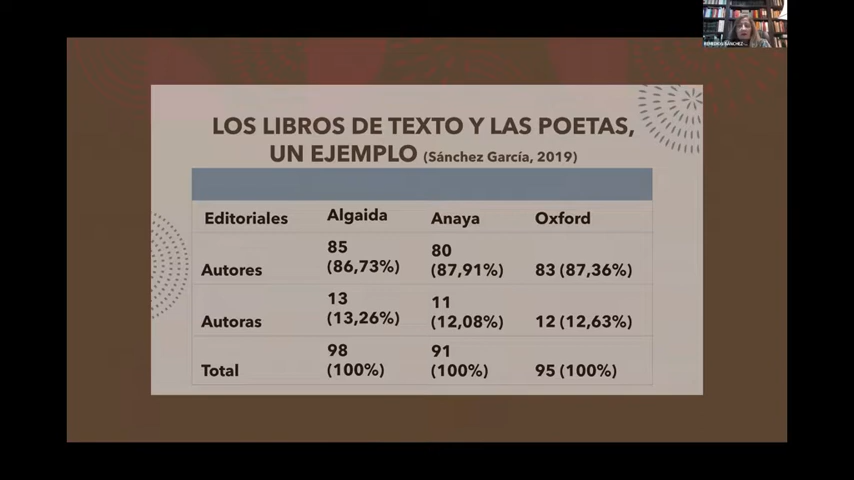 LOS LIBROS DE TEXTO Y LAS POETAS,
UN EJEMPLO (Sánchez García, 2019)
Editoriales Algaida Anaya Oxford
Autores 85 (86,73%) 80 (87,91%) 83 (87,36%)
Autoras 13 (13,26%) 11 (12,08%) 12 (12,63%)
Total 98 (100%) 91 (100%) 95 (100%)